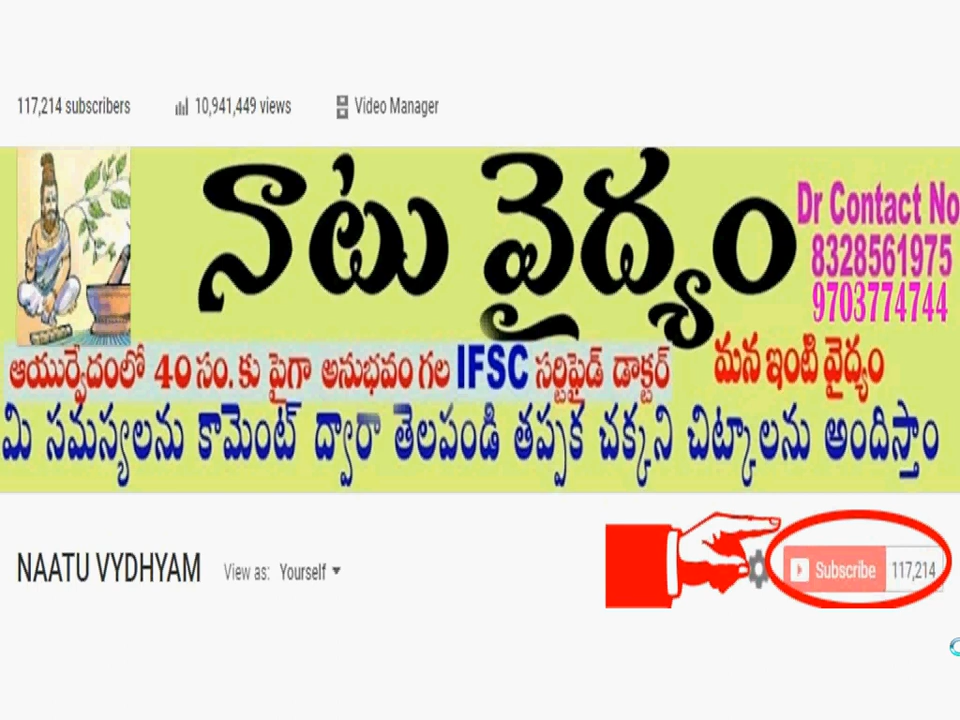 117,214 subscribers 10,941,449 views Video Manager
నాటు వైద్యం
Dr Contact No
8328561975
9703774744
ఆయుర్వేదంలో 40 సం. కు పైగా అనుభవం గల IFSC సర్టిఫైడ్ డాక్టర్ మన ఇంటి వైద్యం
మి సమస్యలను కామెంట్ ద్వారా తెలపండి తప్పక చక్కని చిట్కాలను అందిస్తాం
NAATU VYDHYAM View as: Yourself Subscribe 117,214